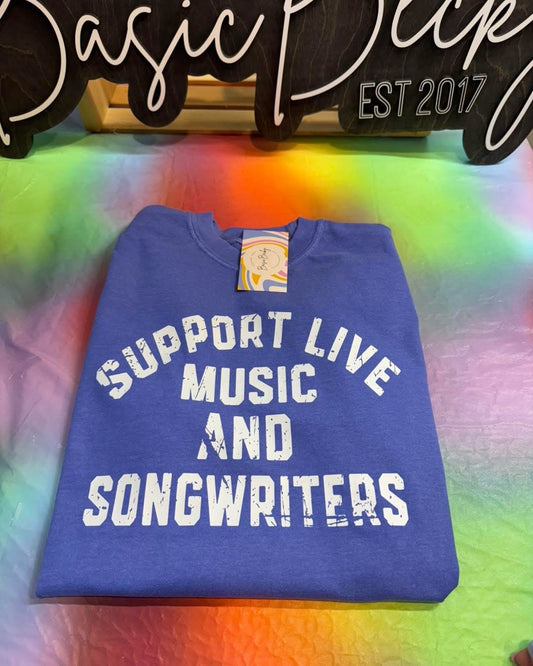 Basic Becky
EST 2017
SUPPORT LIVE
MUSIC
AND
SONGWRITERS